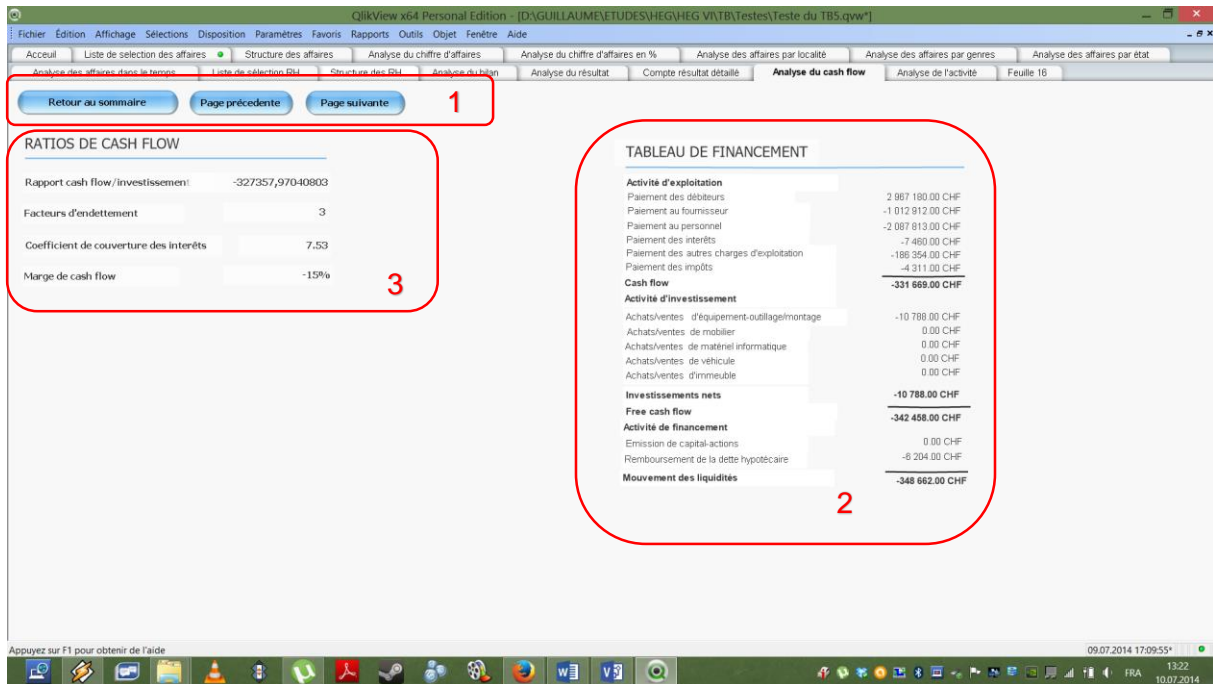 QlikView x64 Personal Edition - [D:\GUILLAUME\ETUDES\HEG\HEG VI\TB\Testes\Teste du TB5.qvw*]
Fichier Édition Affichage Sélections Disposition Paramètres Favoris Rapports Outils Objet Fenêtre Aide
Acceuil Liste de selection des affaires Structure des affaires Analyse du chiffre d'affaires Analyse du chiffre d'affaires en % Analyse des affaires par localité Analyse des affaires par genres Analyse des affaires par état
Analyse des affaires dans le temps Liste de sélection RH Structure des RH Analyse du bilan Analyse du résultat Compte résultat détaillé Analyse du cash flow Analyse de l'activité Feuille 16
Retour au sommaire Page précedente Page suivante 1
RATIOS DE CASH FLOW
Rapport cash flow/investissement -327357,97040803
Facteurs d'endettement 3
Coefficient de couverture des interêts 7.53
Marge de cash flow -15%
3
TABLEAU DE FINANCEMENT
Activité d'exploitation
Paiement des débiteurs 2 967 180.00 CHF
Paiement au fournisseur -1 012 912.00 CHF
Paiement au personnel -2 087 813.00 CHF
Paiement des interêts -7 460.00 CHF
Paiement des autres charges d'exploitation -186 354.00 CHF
Paiement des impôts -4 311.00 CHF
Cash flow -331 669.00 CHF
Activité d'investissement
Achats/ventes d'équipement-outillage/montage -10 788.00 CHF
Achats/ventes de mobilier 0.00 CHF
Achats/ventes de matériel informatique 0.00 CHF
Achats/ventes de véhicule 0.00 CHF
Achats/ventes d'immeuble 0.00 CHF
Investissements nets -10 788.00 CHF
Free cash flow -342 458.00 CHF
Activité de financement
Emission de capital-actions 0.00 CHF
Remboursement de la dette hypotécaire -6 204.00 CHF
Mouvement des liquidités -348 662.00 CHF
2
Appuyez sur F1 pour obtenir de l'aide 09.07.2014 17:09:55*
FRA 13:22
10.07.2014